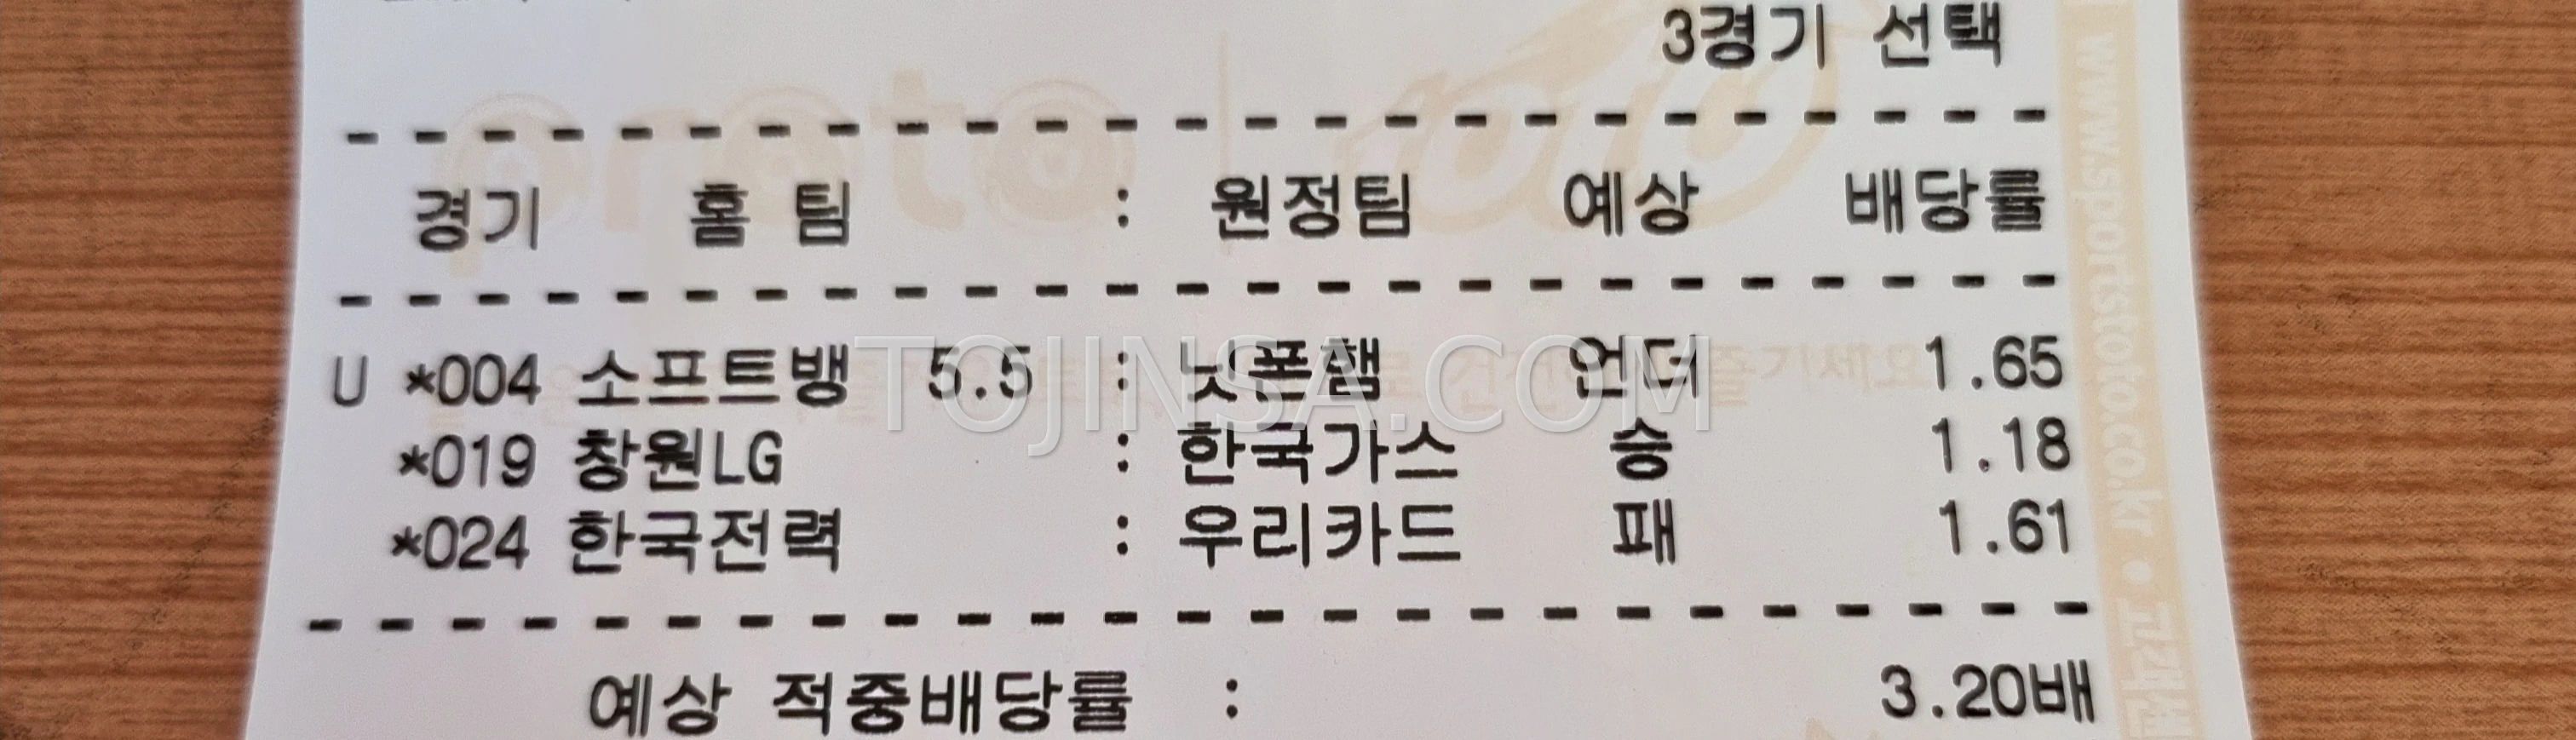 3경기 선택
경기 홈 팀 : 원정팀 예상 배당률
U *004 소프트뱅 5.5 : 닛폰햄 언더 1.65
TOJINSA.COM
*019 창원LG : 한국가스 승 1.18
*024 한국전력 : 우리카드 패 1.61
예상 적중배당률 : 3.20배
proto
www.sportstoto.co.kr